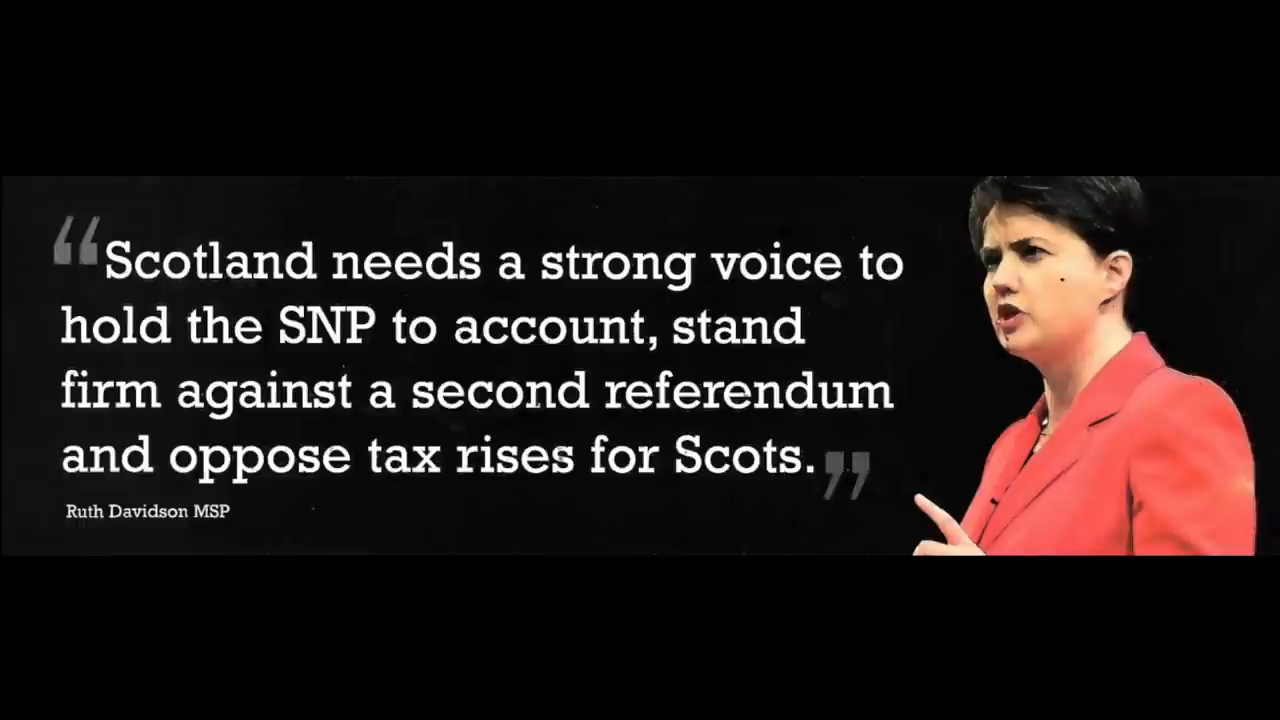 “Scotland needs a strong voice to
hold the SNP to account, stand
firm against a second referendum
and oppose tax rises for Scots.”
Ruth Davidson MSP